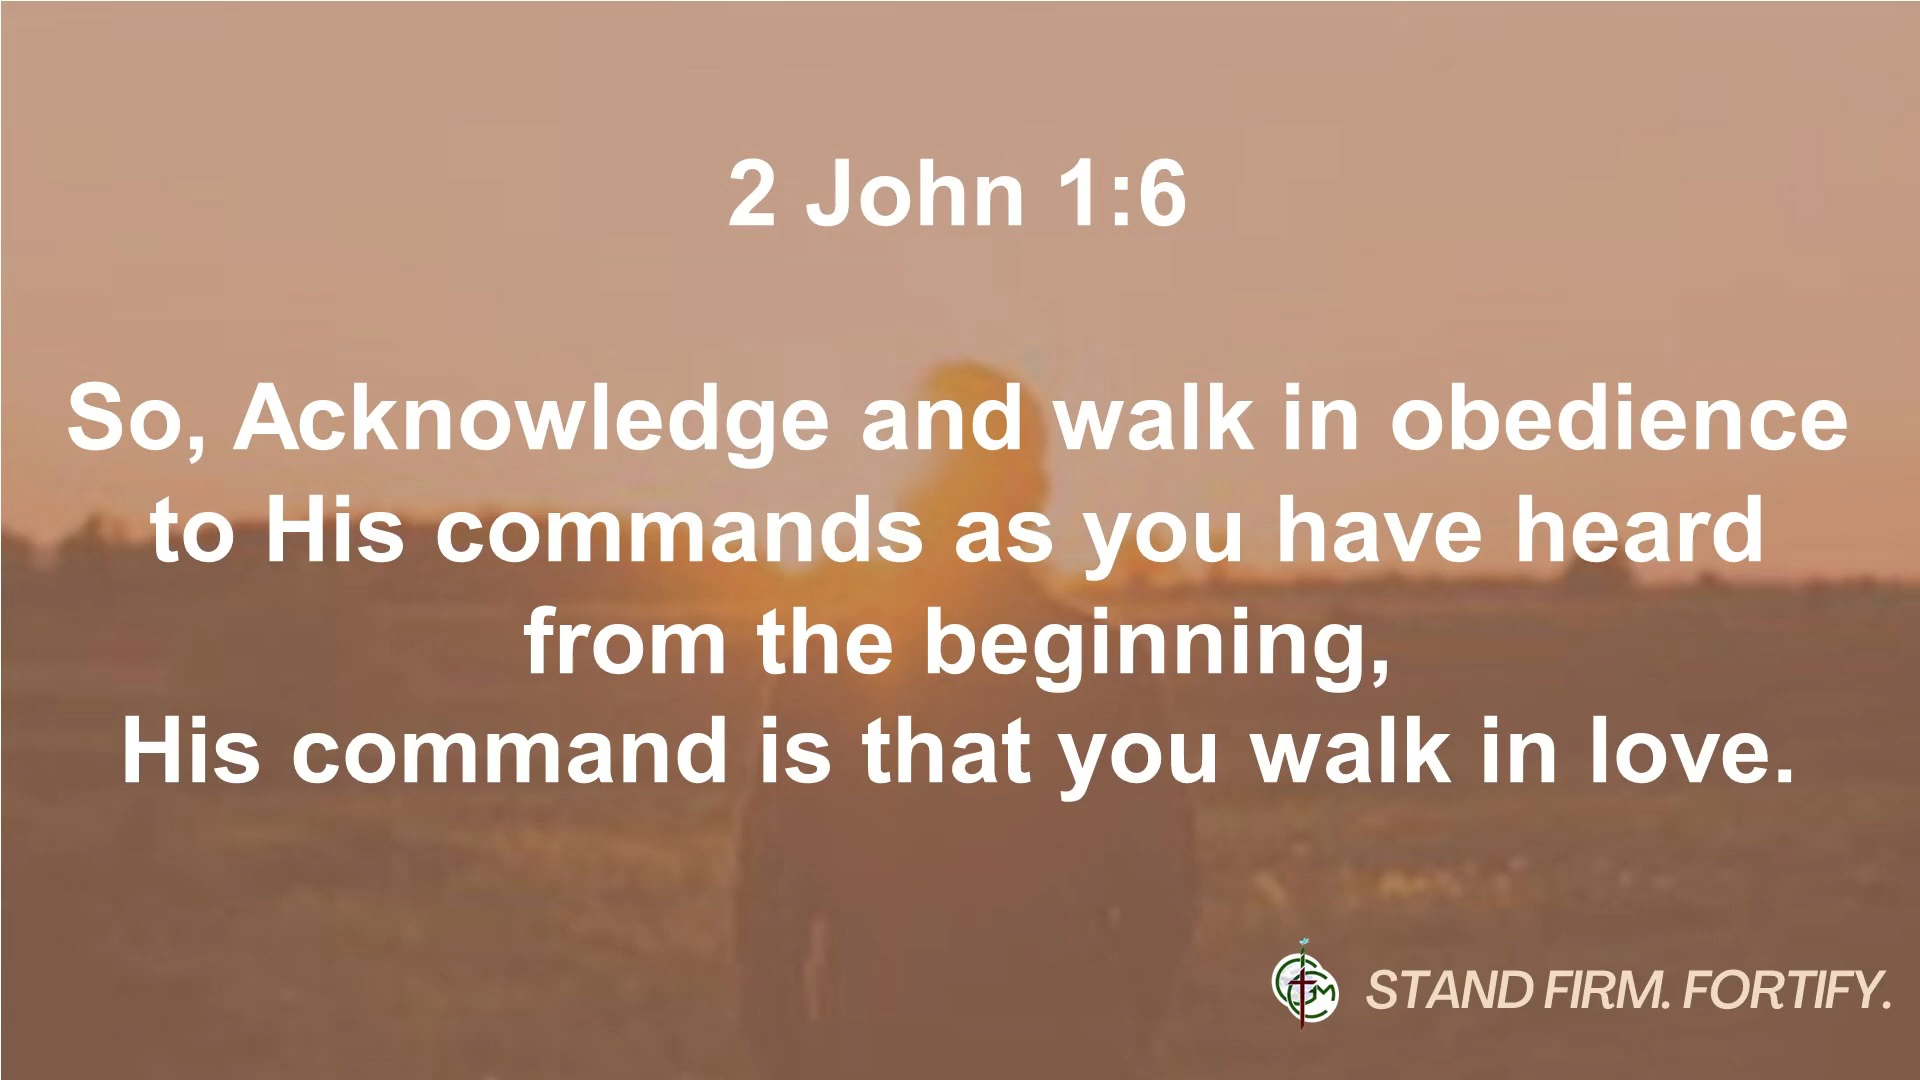 2 John 1:6
So, Acknowledge and walk in obedience
to His commands as you have heard
from the beginning,
His command is that you walk in love.
STAND FIRM. FORTIFY.